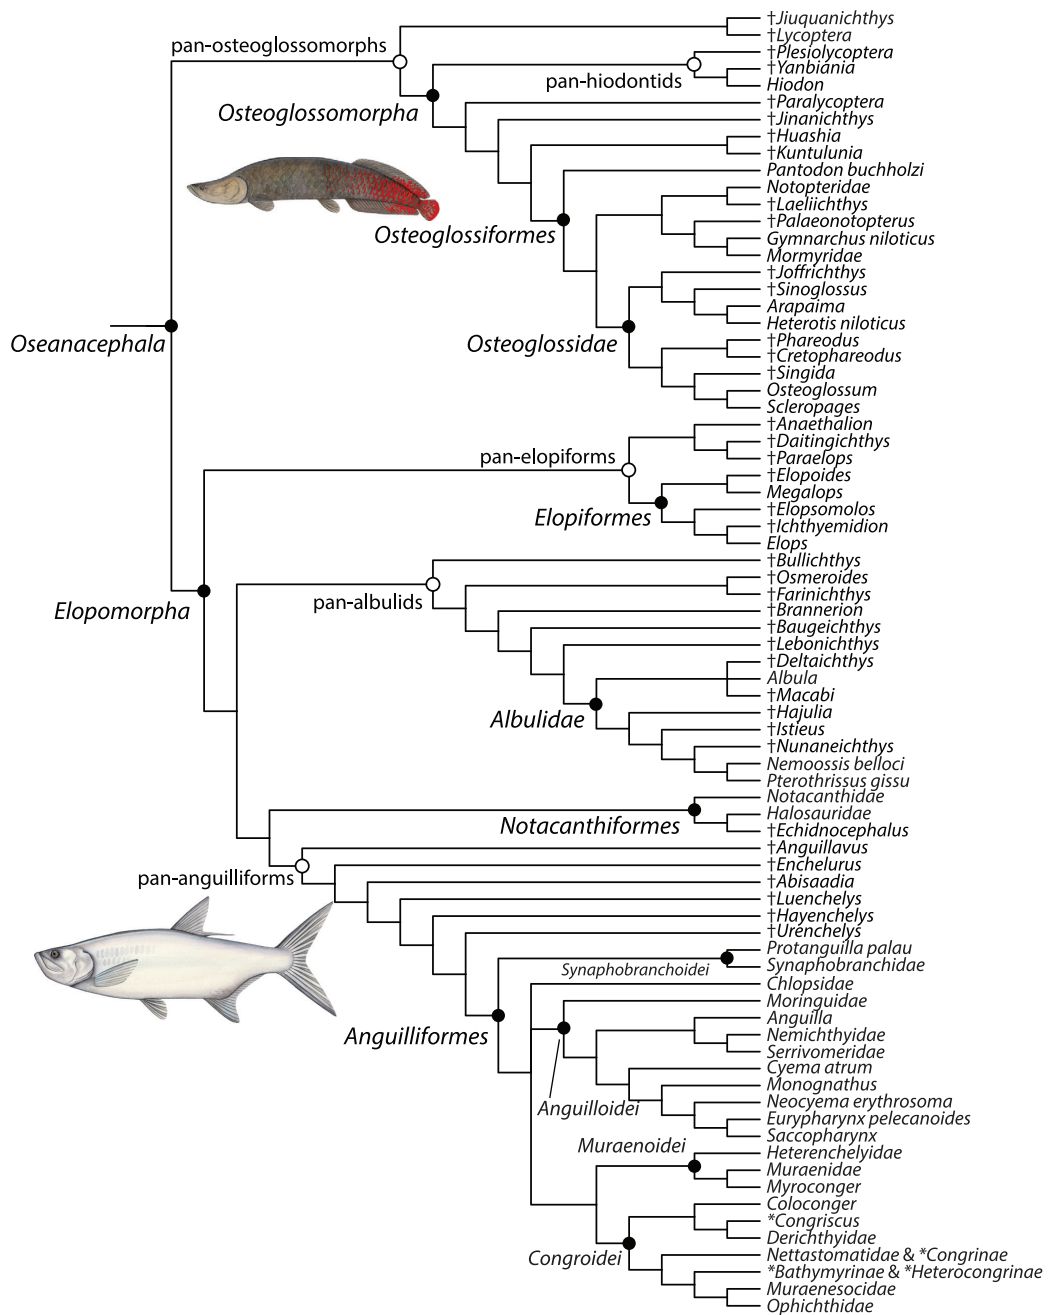 †Jiuquanichthys
†Lycoptera
pan-osteoglossomorphs
†Plesiolycoptera
†Yanbiania
pan-hiodontids
Hiodon
†Paralycoptera
Osteoglossomorpha
†Jinanichthys
†Huashia
†Kuntulunia
Pantodon buchholzi
Notopteridae
†Laeliichthys
†Palaeonotopterus
Osteoglossiformes
Gymnarchus niloticus
Mormyridae
†Joffrichthys
†Sinoglossus
Arapaima
Heterotis niloticus
Oseanacephala
Osteoglossidae
†Phareodus
†Cretophareodus
†Singida
Osteoglossum
Scleropages
†Anaethalion
†Daitingichthys
pan-elopiforms
†Paraelops
†Elopoides
Megalops
†Elopsomolos
Elopiformes
†Ichthyemidion
Elops
†Bullichthys
†Osmeroides
†Farinichthys
pan-albulids
Elopomorpha
†Brannerion
†Baugeichthys
†Lebonichthys
†Deltaichthys
Albula
†Macabi
†Hajulia
Albulidae
†Istieus
†Nunaneichthys
Nemoossis belloci
Pterothrissus gissu
Notacanthidae
Halosauridae
Notacanthiformes
†Echidnocephalus
†Anguillavus
†Enchelurus
pan-anguilliforms
†Abisaadia
†Luenchelys
†Hayenchelys
†Urenchelys
Protanguilla palau
Synaphobranchoidei
Synaphobranchidae
Chlopsidae
Moringuidae
Anguilla
Anguilliformes
Nemichthyidae
Serrivomeridae
Cyema atrum
Monognathus
Neocyema erythrosoma
Anguilloidei
Eurypharynx pelecanoides
Saccopharynx
Muraenoidei
Heterenchelyidae
Muraenidae
Myroconger
Coloconger
*Congriscus
Derichthyidae
Congroidei
Nettastomatidae & *Congrinae
*Bathymyrinae & *Heterocongrinae
Muraenesocidae
Ophichthidae